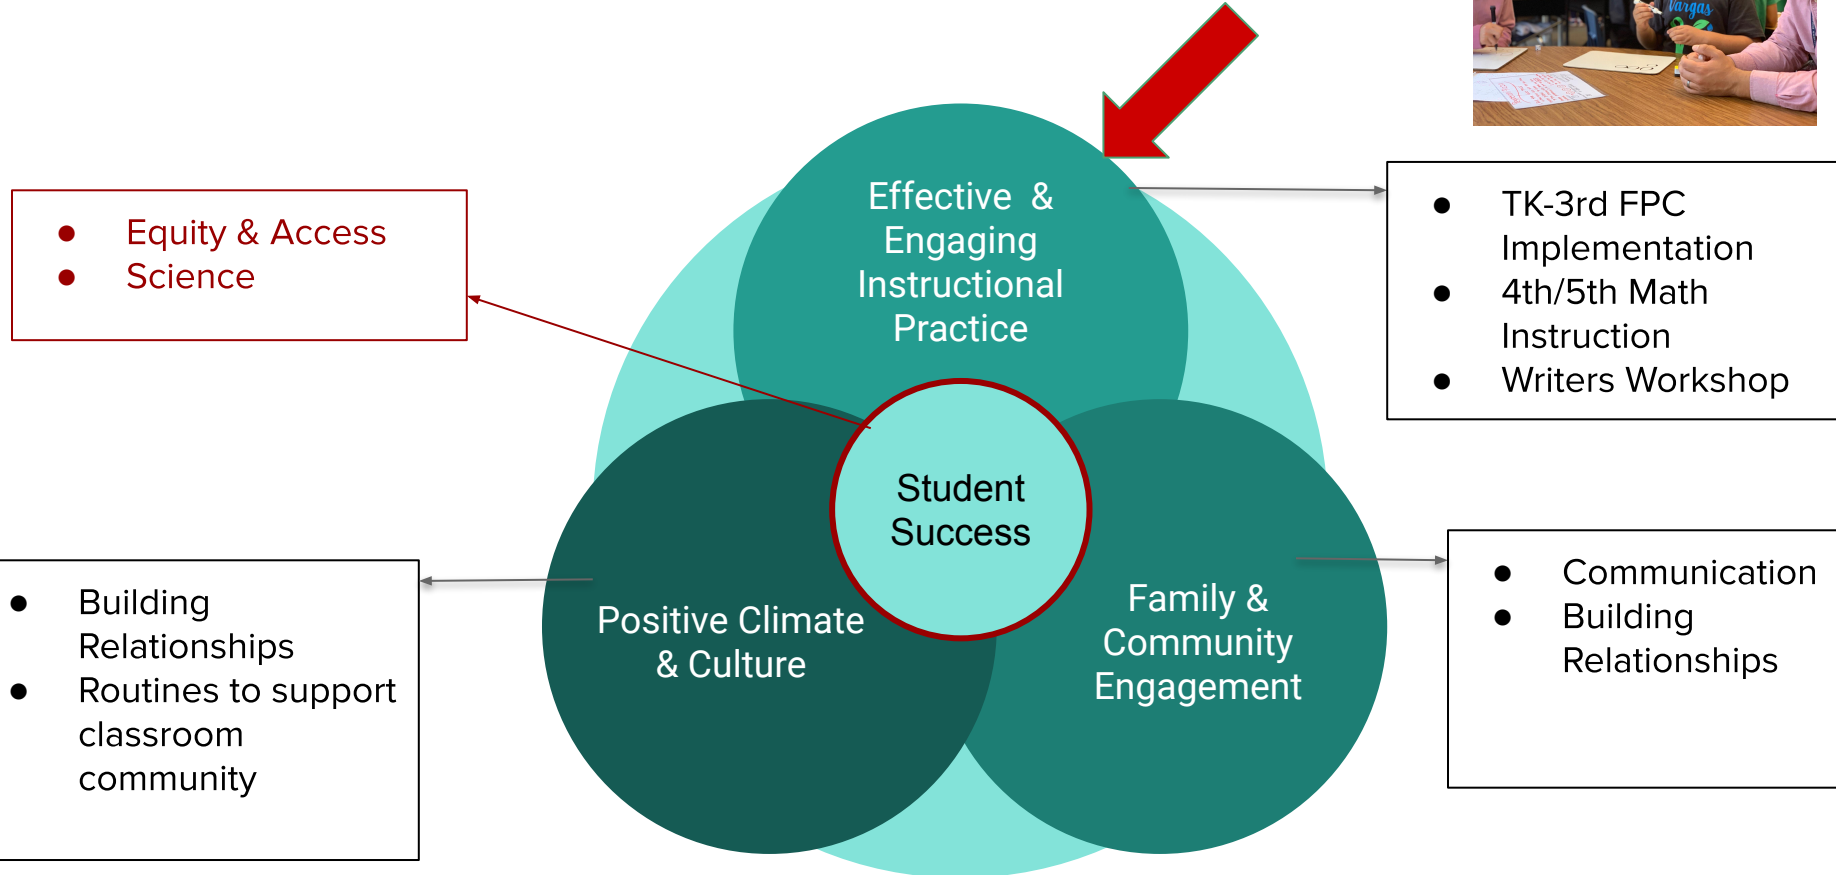 Vargas
Effective & 
Engaging
Instructional
Practice
● Equity & Access
● Science
● TK-3rd FPC
Implementation
● 4th/5th Math
Instruction
● Writers Workshop
Student
Success
Positive Climate
& Culture
Family &
Community
Engagement
● Building
Relationships
● Routines to support
classroom
community
● Communication
● Building
Relationships